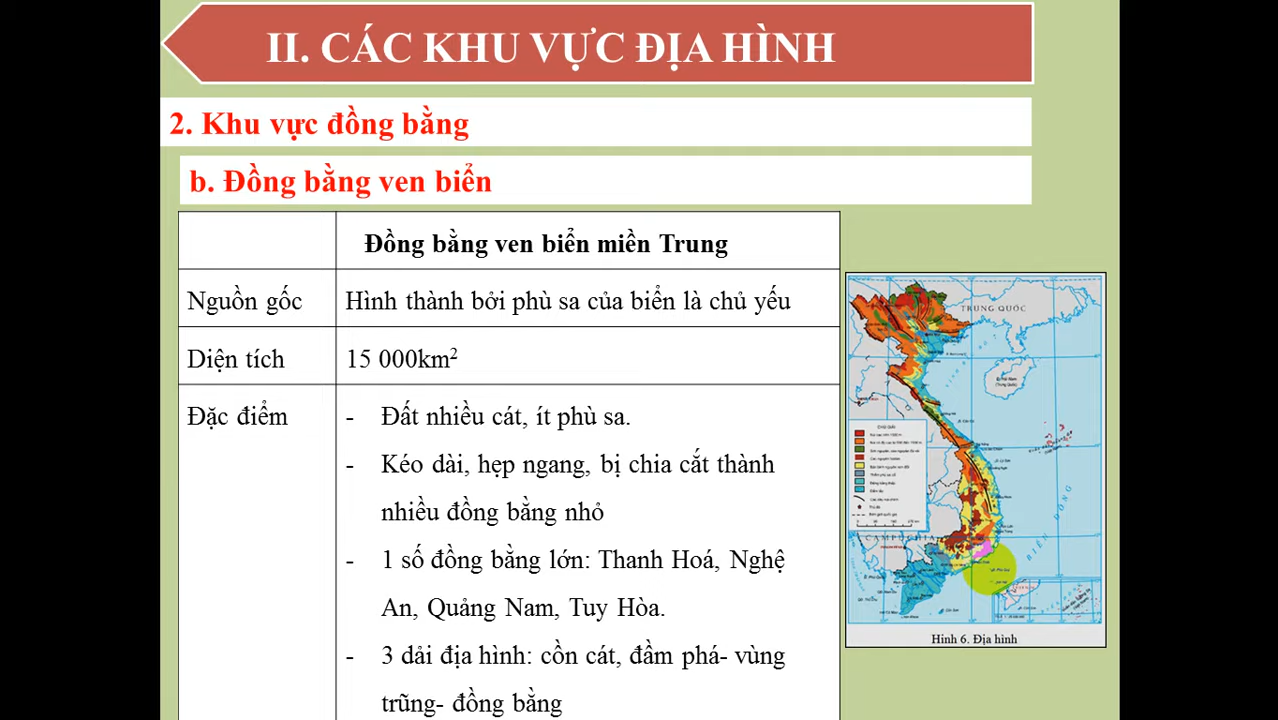 II. CÁC KHU VỰC ĐỊA HÌNH
2. Khu vực đồng bằng
b. Đồng bằng ven biển
Đồng bằng ven biển miền Trung
Nguồn gốc
Hình thành bởi phù sa của biển là chủ yếu
Diện tích
15 000km²
Đặc điểm
- Đất nhiều cát, ít phù sa.
- Kéo dài, hẹp ngang, bị chia cắt thành
nhiều đồng bằng nhỏ
- 1 số đồng bằng lớn: Thanh Hoá, Nghệ
An, Quảng Nam, Tuy Hòa.
- 3 dải địa hình: cồn cát, đầm phá- vùng
trũng- đồng bằng
TRUNG QUỐC
CAMPUCHIA
BIỂN ĐÔNG
Hình 6. Địa hình